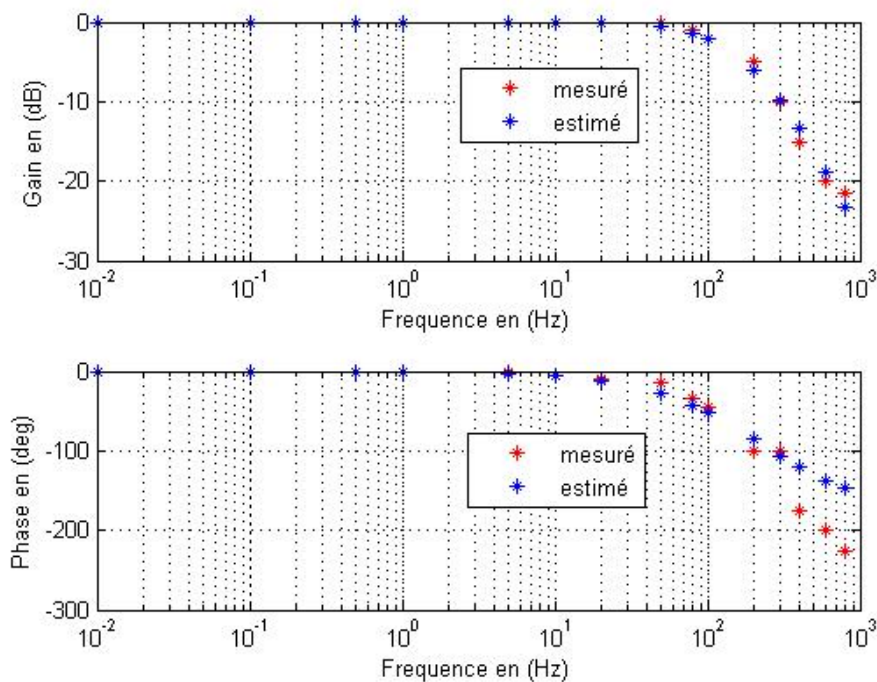 0
-10
-20
-30
Gain en (dB)
mesuré
estimé
10^-2
10^-1
10^0
10^1
10^2
10^3
Frequence en (Hz)
0
-100
-200
-300
Phase en (deg)
mesuré
estimé
10^-2
10^-1
10^0
10^1
10^2
10^3
Frequence en (Hz)